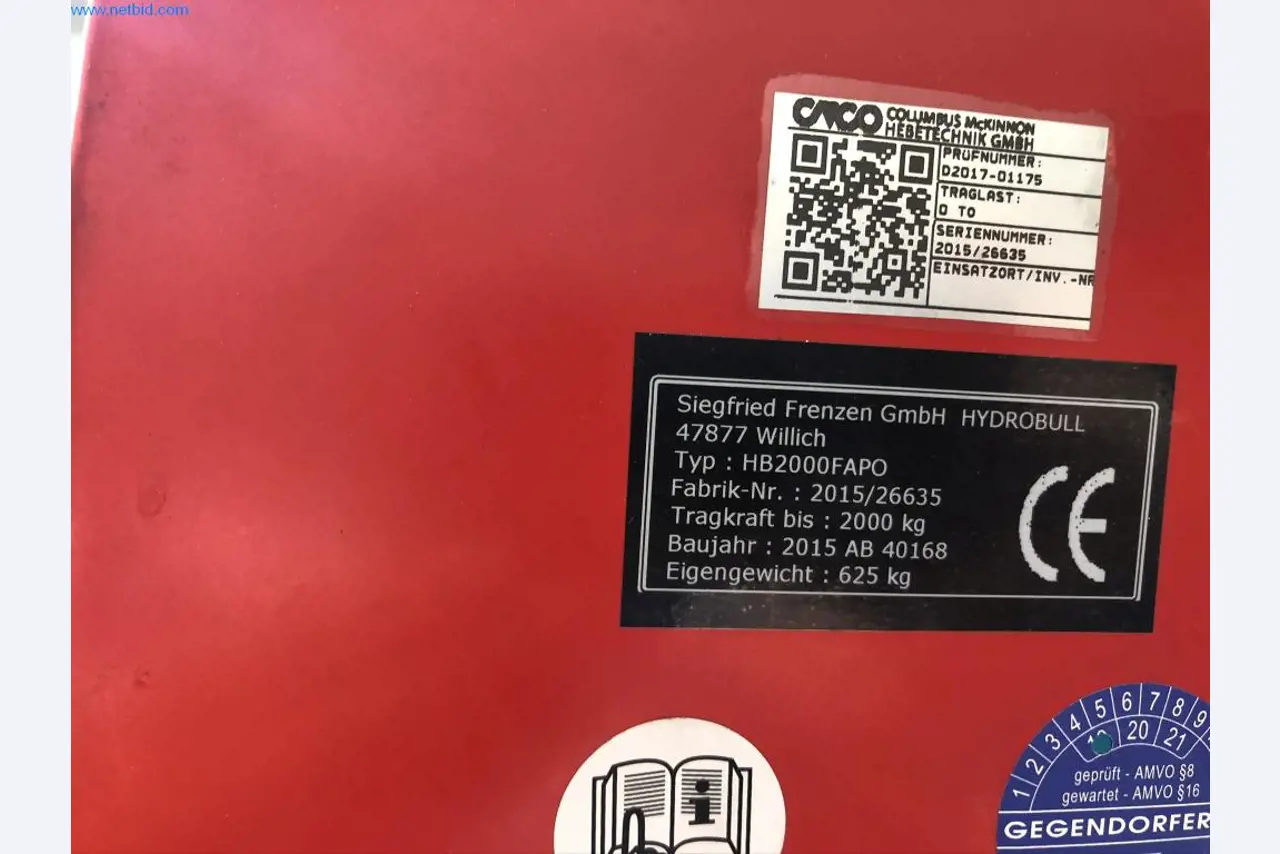 www.netbid.com
CMCO COLUMBUS McKINNON
HEBETECHNIK GMBH
PRÜFNUMMER:
D2017-01175
TRAGLAST:
0 TO
SERIENNUMMER:
2015/26635
EINSATZORT/INV.-NR
Siegfried Frenzen GmbH HYDROBULL
47877 Willich
Typ : HB2000FAPO
Fabrik-Nr. : 2015/26635
Tragkraft bis : 2000 kg
Baujahr : 2015 AB 40168
Eigengewicht : 625 kg
CE
i
1 2 3 4 5 6 7 8 9
20 21
geprüft - AMVO §8
gewartet - AMVO §16
GEGENDORFER